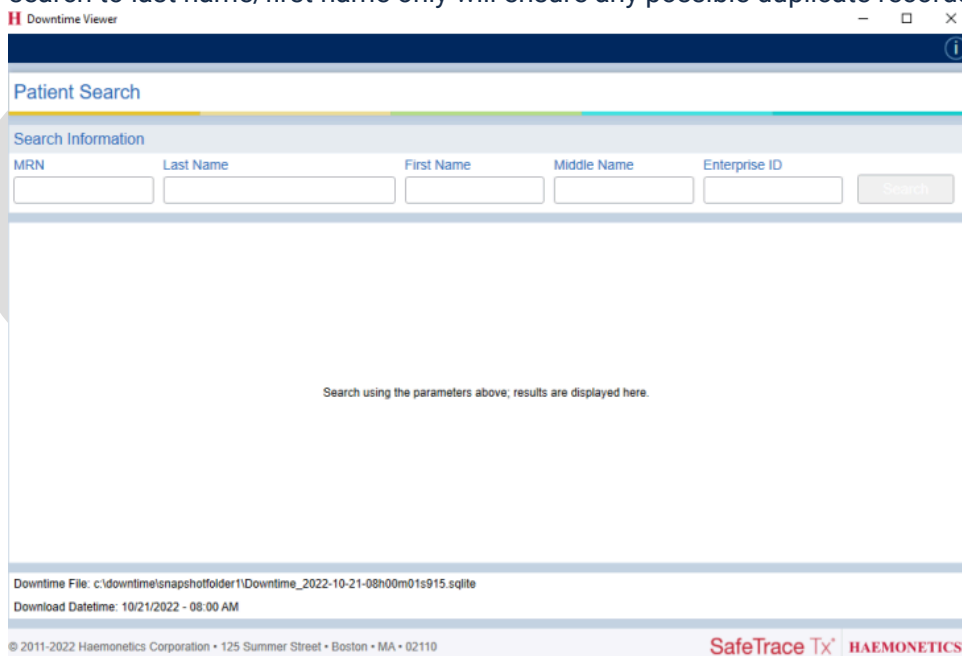 search to last name/first name only will ensure any possible duplicate record
H Downtime Viewer
i
Patient Search
Search Information
MRN Last Name First Name Middle Name Enterprise ID
Search
Search using the parameters above; results are displayed here.
Downtime File: c:\downtime\snapshotfolder1\Downtime_2022-10-21-08h00m01s915.sqlite
Download Datetime: 10/21/2022 - 08:00 AM
© 2011-2022 Haemonetics Corporation • 125 Summer Street • Boston • MA • 02110 SafeTrace Tx® HAEMONETICS